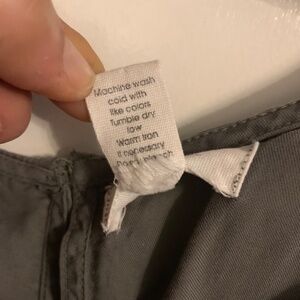 Machine wash
cold with
like colors
Tumble dry
low
Warm iron
if necessary